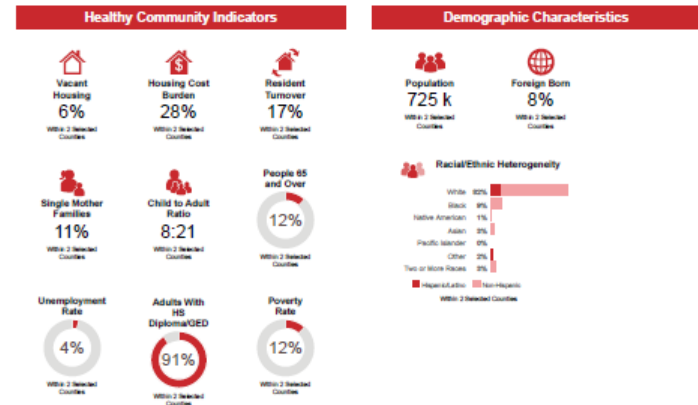 Healthy Community Indicators
Vacant
Housing
6%
Within 2 Selected
Counties
Housing Cost
Burden
28%
Within 2 Selected
Counties
Resident
Turnover
17%
Within 2 Selected
Counties
Single Mother
Families
11%
Within 2 Selected
Counties
Child to Adult
Ratio
8:21
Within 2 Selected
Counties
People 65
and Over
12%
Within 2 Selected
Counties
Unemployment
Rate
4%
Within 2 Selected
Counties
Adults With
HS
Diploma/GED
91%
Within 2 Selected
Counties
Poverty
Rate
12%
Within 2 Selected
Counties
Demographic Characteristics
Population
725 k
Within 2 Selected
Counties
Foreign Born
8%
Within 2 Selected
Counties
Racial/Ethnic Heterogeneity
White 82%
Black 9%
Native American 1%
Asian 3%
Pacific Islander 0%
Other 2%
Two or More Races 3%
Hispanic/Latino Non-Hispanic
Within 2 Selected Counties